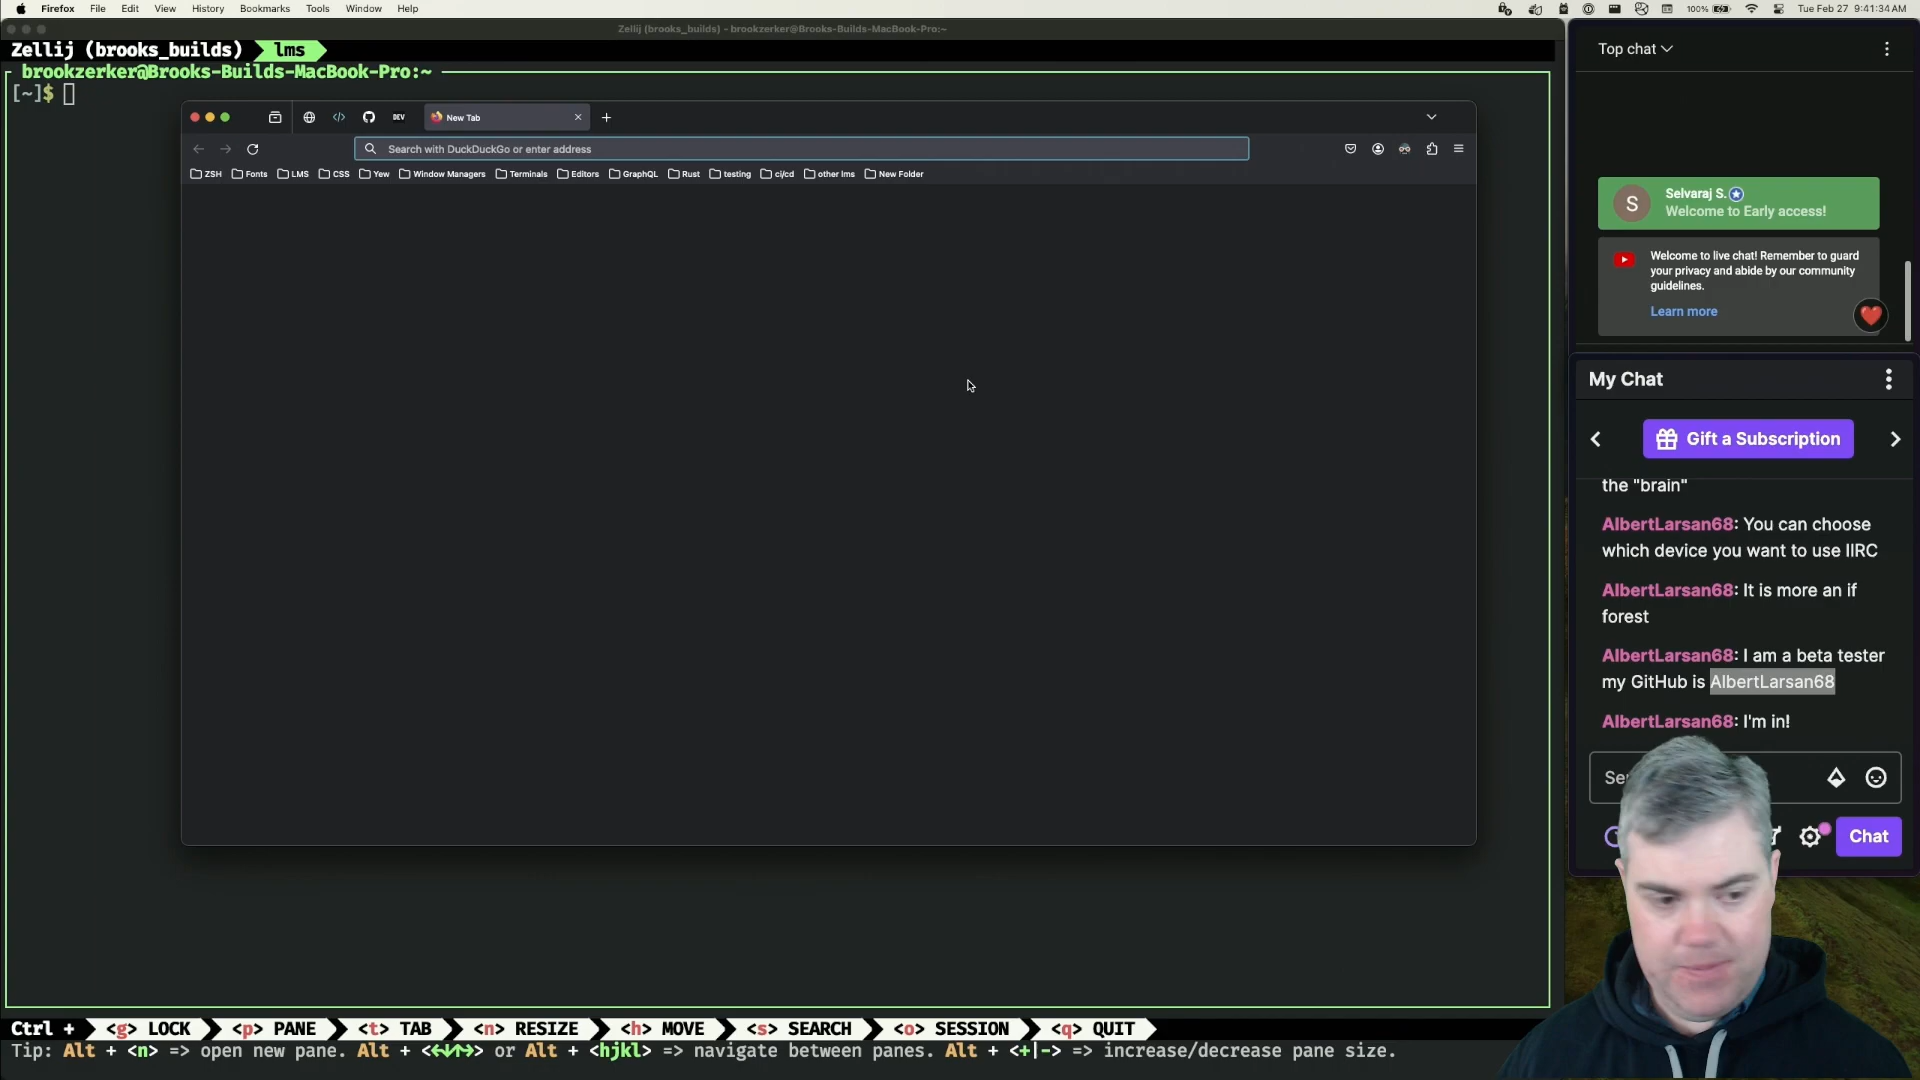 Firefox File Edit View History Bookmarks Tools Window Help
100% Tue Feb 27 9:41:34 AM
Zellij (brooks_builds) - brookzerker@Brooks-Builds-MacBook-Pro:~
Zellij (brooks_builds) lms
brookzerker@Brooks-Builds-MacBook-Pro:~
[~]$
DEV New Tab
Search with DuckDuckGo or enter address
ZSH Fonts LMS CSS Yew Window Managers Terminals Editors GraphQL Rust testing ci/cd other lms New Folder
Ctrl + <g> LOCK <p> PANE <t> TAB <n> RESIZE <h> MOVE <s> SEARCH <o> SESSION <q> QUIT
Tip: Alt + <n> => open new pane. Alt + <←↓↑→> or Alt + <hjkl> => navigate between panes. Alt + <+|-> => increase/decrease pane size.
Top chat
S
Selvaraj S.
Welcome to Early access!
Welcome to live chat! Remember to guard
your privacy and abide by our community
guidelines.
Learn more
My Chat
Gift a Subscription
the "brain"
AlbertLarsan68: You can choose
which device you want to use IIRC
AlbertLarsan68: It is more an if
forest
AlbertLarsan68: I am a beta tester
my GitHub is AlbertLarsan68
AlbertLarsan68: I'm in!
Chat